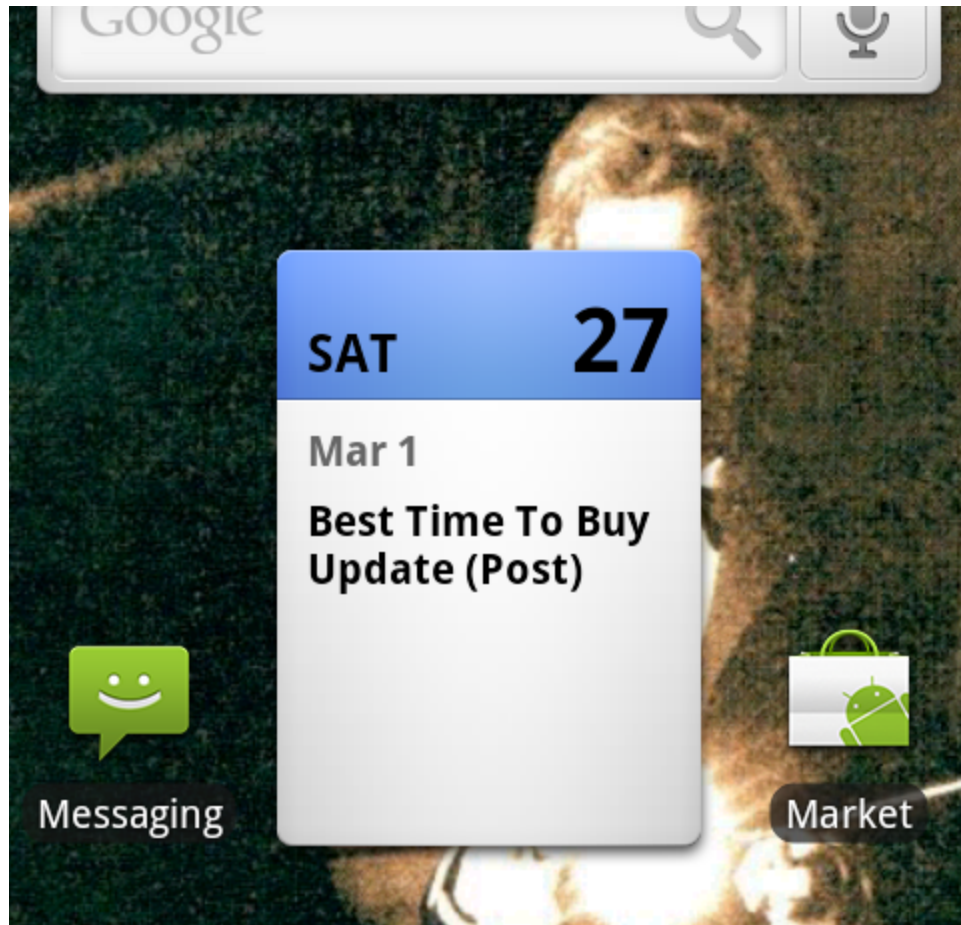 Google
SAT 27
Mar 1
Best Time To Buy
Update (Post)
Messaging
Market